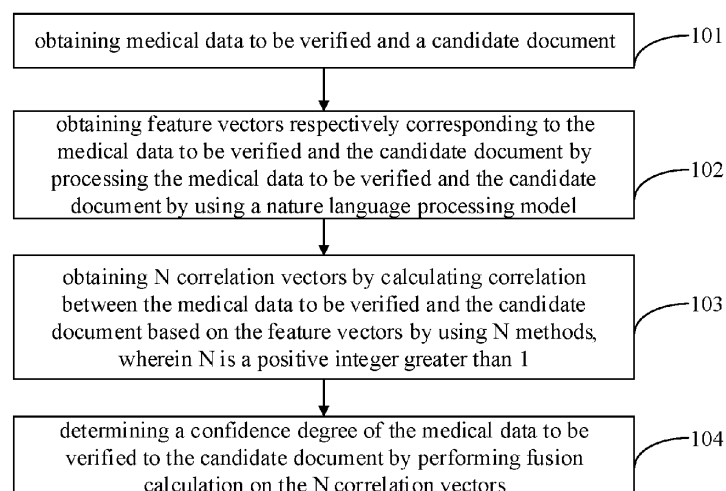 obtaining medical data to be verified and a candidate document
101
obtaining feature vectors respectively corresponding to the
medical data to be verified and the candidate document by
processing the medical data to be verified and the candidate
document by using a nature language processing model
102
obtaining N correlation vectors by calculating correlation
between the medical data to be verified and the candidate
document based on the feature vectors by using N methods,
wherein N is a positive integer greater than 1
103
determining a confidence degree of the medical data to be
verified to the candidate document by performing fusion
calculation on the N correlation vectors
104